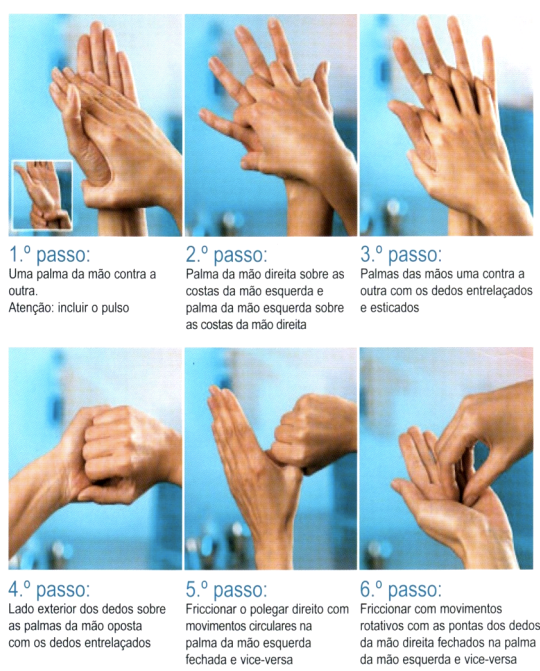 1.º passo:
Uma palma da mão contra a
outra.
Atenção: incluir o pulso
2.º passo:
Palma da mão direita sobre as
costas da mão esquerda e
palma da mão esquerda sobre
as costas da mão direita
3.º passo:
Palmas das mãos uma contra a
outra com os dedos entrelaçados
e esticados
4.º passo:
Lado exterior dos dedos sobre
as palmas da mão oposta
com os dedos entrelaçados
5.º passo:
Friccionar o polegar direito com
movimentos circulares na
palma da mão esquerda
fechada e vice-versa
6.º passo:
Friccionar com movimentos
rotativos com as pontas dos dedos
da mão direita fechados na palma
da mão esquerda e vice-versa